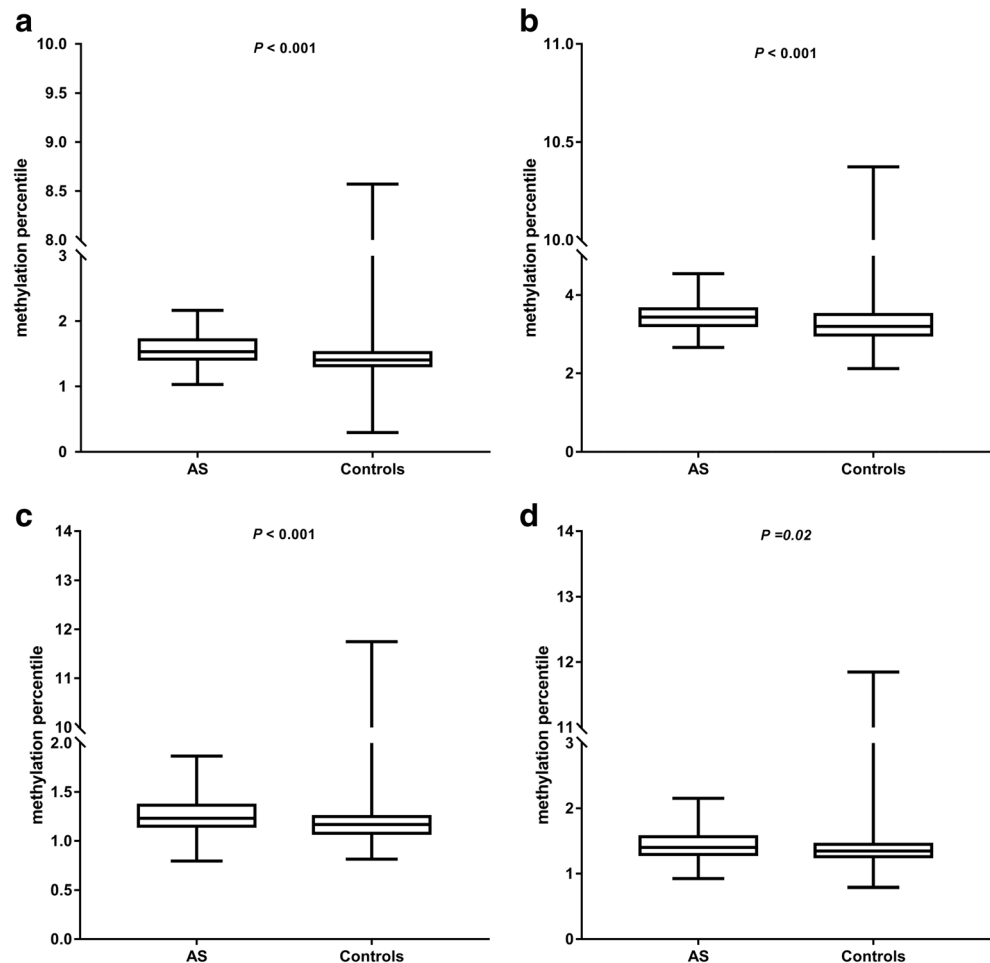 a
P < 0.001
methylation percentile
10.0
9.5
9.0
8.5
8.0
3
2
1
0
AS Controls
b
P < 0.001
methylation percentile
11.0
10.5
10.0
4
2
0
AS Controls
c
P < 0.001
methylation percentile
14
13
12
11
10
2.0
1.5
1.0
0.5
0.0
AS Controls
d
P =0.02
methylation percentile
14
13
12
11
3
2
1
0
AS Controls